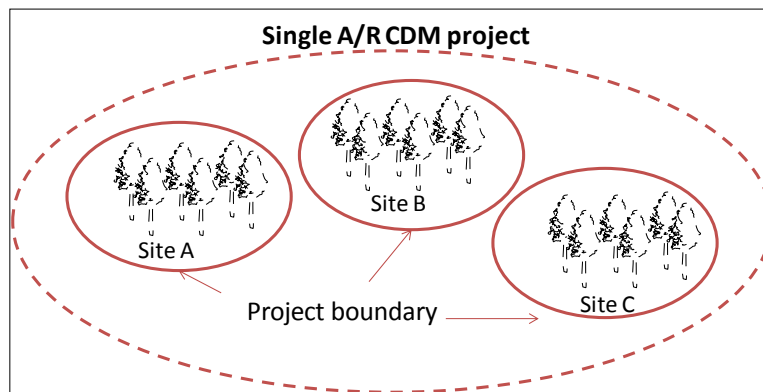 Single A/R CDM project
Site A
Site B
Site C
Project boundary